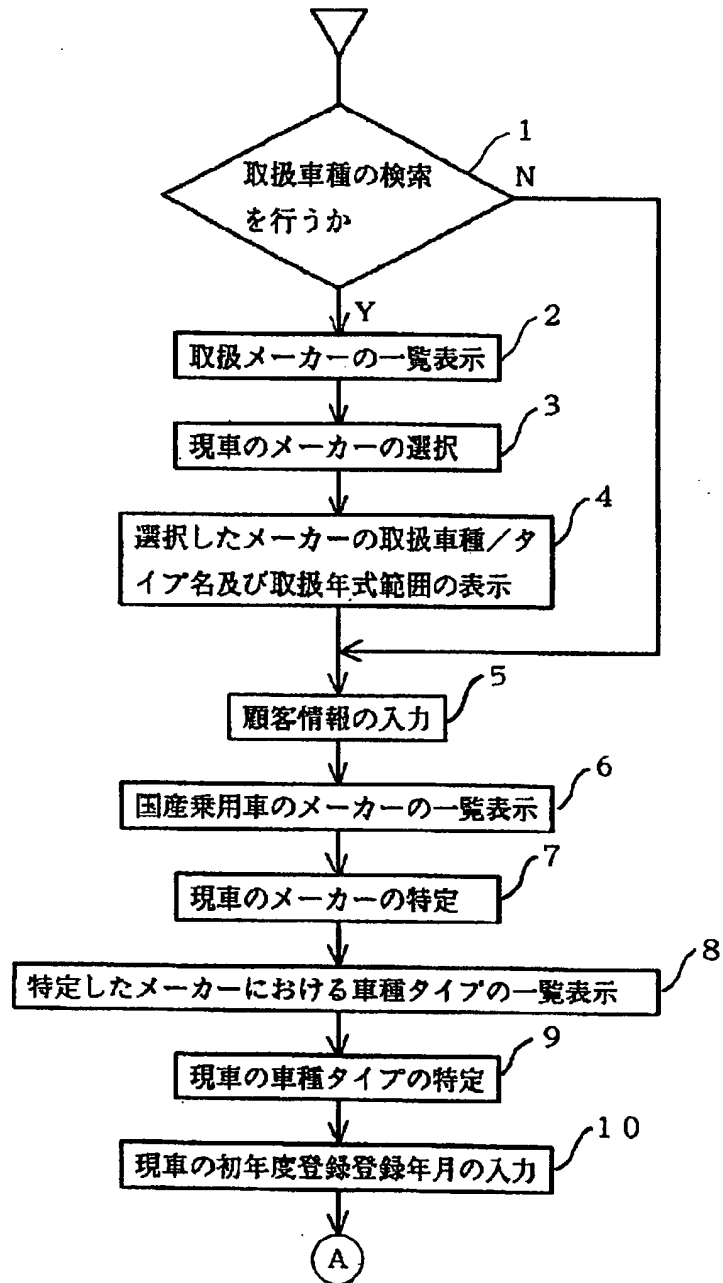 1
取扱車種の検索
を行うか
N
Y
2
取扱メーカーの一覧表示
3
現車のメーカーの選択
4
選択したメーカーの取扱車種／タ
イプ名及び取扱年式範囲の表示
5
顧客情報の入力
6
国産乗用車のメーカーの一覧表示
7
現車のメーカーの特定
8
特定したメーカーにおける車種タイプの一覧表示
9
現車の車種タイプの特定
10
現車の初年度登録登録年月の入力
A